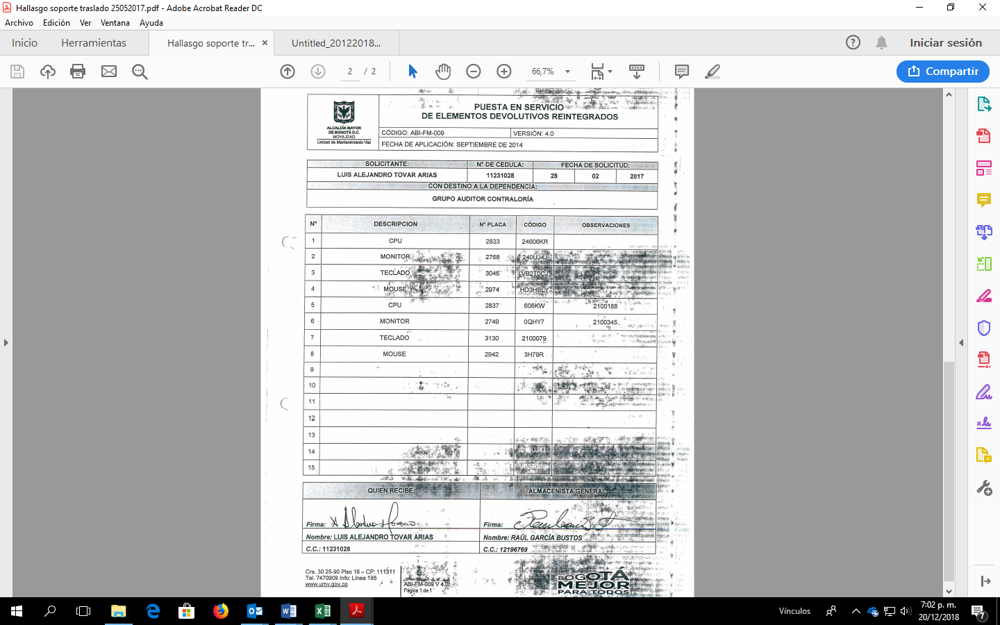 Hallasgo soporte traslado 25052017.pdf - Adobe Acrobat Reader DC
Archivo Edición Ver Ventana Ayuda
Inicio Herramientas Hallasgo soporte tr... × Untitled_20122018... Iniciar sesión
2 / 2 66,7% Compartir
ALCALDÍA MAYOR
DE BOGOTÁ D.C.
MOVILIDAD
Unidad de Mantenimiento Vial
PUESTA EN SERVICIO
DE ELEMENTOS DEVOLUTIVOS REINTEGRADOS
CÓDIGO: ABI-FM-009 VERSIÓN: 4.0
FECHA DE APLICACIÓN: SEPTIEMBRE DE 2014
SOLICITANTE: N° DE CEDULA: FECHA DE SOLICITUD:
LUIS ALEJANDRO TOVAR ARIAS 11231028 28 02 2017
CON DESTINO A LA DEPENDENCIA:
GRUPO AUDITOR CONTRALORÍA
N° DESCRIPCION N° PLACA CÓDIGO OBSERVACIONES
1 CPU 2833 24606KR
2 MONITOR 2768 240UJ4J
3 TECLADO 3045 VB2T0CJ
4 MOUSE 2974 HD3HBLY
5 CPU 2837 606KW 2100188
6 MONITOR 2749 0QHY7 2100345
7 TECLADO 3130 2100079
8 MOUSE 2942 3H79R
9
10
11
12
13
14
15
QUIEN RECIBE: ALMACENISTA GENERAL:
Firma: Firma:
Nombre: LUIS ALEJANDRO TOVAR ARIAS Nombre: RAÚL GARCÍA BUSTOS
C.C.: 11231028 C.C.: 12196769
Cra. 30 25-90 Piso 16 – CP: 111311
Tel. 7470909 Info: Línea 195
www.umv.gov.co
ABI-FM-009 V 4.0
Página 1 de 1
BOGOTÁ
MEJOR
PARA TODOS
Vínculos 7:02 p. m.
20/12/2018 7